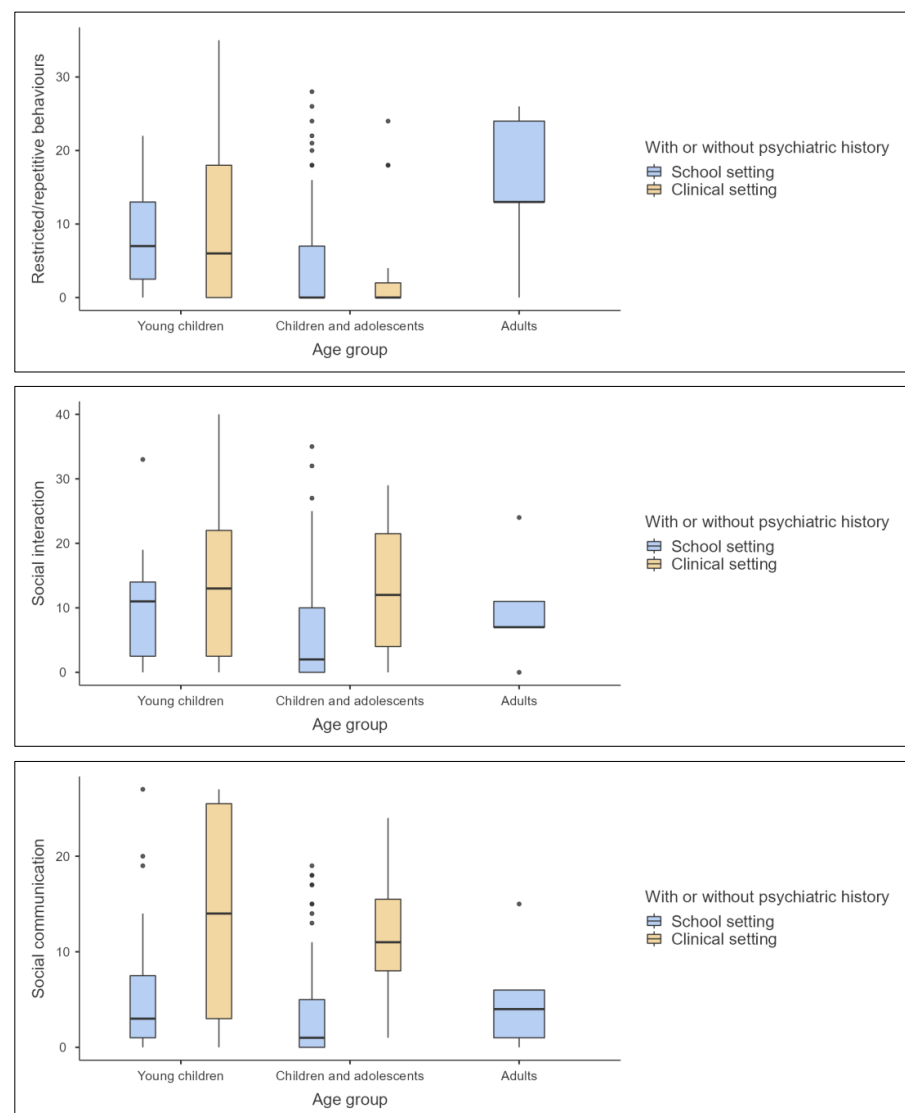 Restricted/repetitive behaviours
30
20
10
0
Young children
Children and adolescents
Adults
Age group
With or without psychiatric history
School setting
Clinical setting
Social interaction
40
30
20
10
0
Young children
Children and adolescents
Adults
Age group
With or without psychiatric history
School setting
Clinical setting
Social communication
20
10
0
Young children
Children and adolescents
Adults
Age group
With or without psychiatric history
School setting
Clinical setting